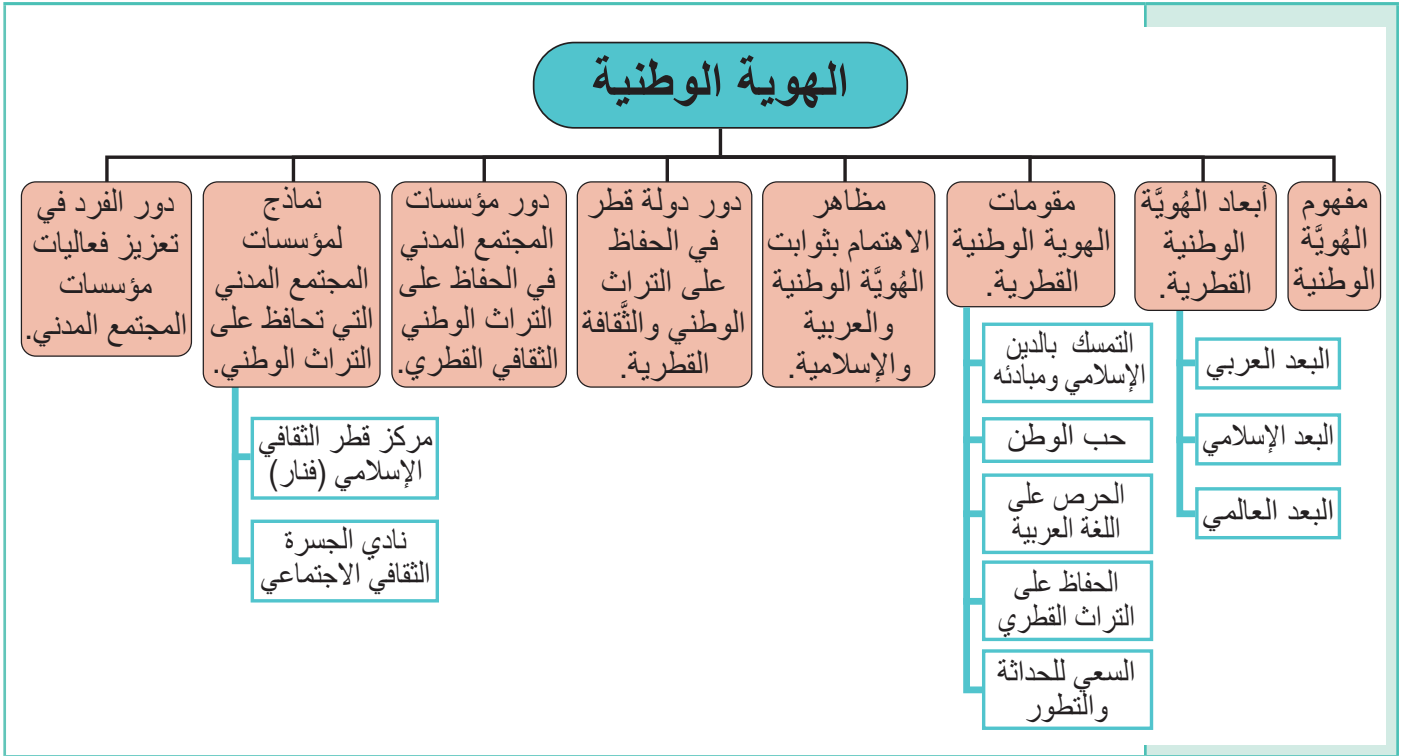 الهوية الوطنية
مفهوم
الهُويَّة
الوطنية
أبعاد الهُويَّة
الوطنية
القطرية.
البعد العربي
البعد الإسلامي
البعد العالمي
مقومات
الهوية الوطنية
القطرية.
التمسك بالدين
الإسلامي ومبادئه
حب الوطن
الحرص على
اللغة العربية
الحفاظ على
التراث القطري
السعي للحداثة
والتطور
مظاهر
الاهتمام بثوابت
الهُويَّة الوطنية
والعربية
والإسلامية.
دور دولة قطر
في الحفاظ
على التراث
الوطني والثَّقافة
القطرية.
دور مؤسسات
المجتمع المدني
في الحفاظ على
التراث الوطني
الثقافي القطري.
نماذج
لمؤسسات
المجتمع المدني
التي تحافظ على
التراث الوطني.
مركز قطر الثقافي
الإسلامي (فنار)
نادي الجسرة
الثقافي الاجتماعي
دور الفرد في
تعزيز فعاليات
مؤسسات
المجتمع المدني.